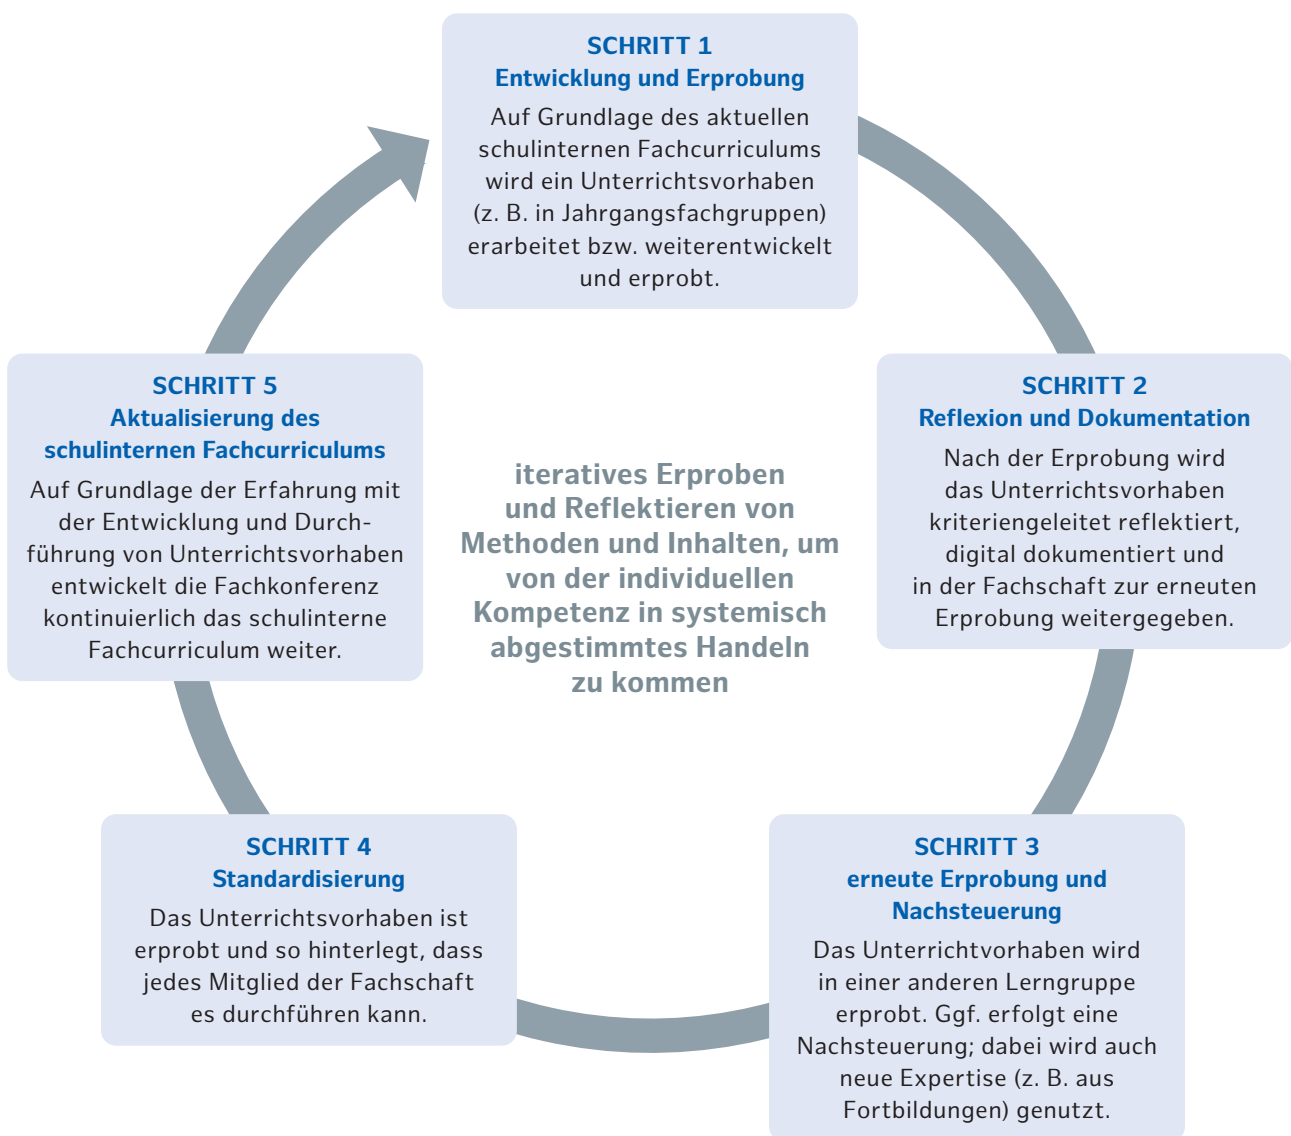 SCHRITT 1
Entwicklung und Erprobung
Auf Grundlage des aktuellen
schulinternen Fachcurriculums
wird ein Unterrichtsvorhaben
(z. B. in Jahrgangsfachgruppen)
erarbeitet bzw. weiterentwickelt
und erprobt.
SCHRITT 2
Reflexion und Dokumentation
Nach der Erprobung wird
das Unterrichtsvorhaben
kriteriengeleitet reflektiert,
digital dokumentiert und
in der Fachschaft zur erneuten
Erprobung weitergegeben.
SCHRITT 3
erneute Erprobung und
Nachsteuerung
Das Unterrichtvorhaben wird
in einer anderen Lerngruppe
erprobt. Ggf. erfolgt eine
Nachsteuerung; dabei wird auch
neue Expertise (z. B. aus
Fortbildungen) genutzt.
SCHRITT 4
Standardisierung
Das Unterrichtsvorhaben ist
erprobt und so hinterlegt, dass
jedes Mitglied der Fachschaft
es durchführen kann.
SCHRITT 5
Aktualisierung des
schulinternen Fachcurriculums
Auf Grundlage der Erfahrung mit
der Entwicklung und Durch-
führung von Unterrichtsvorhaben
entwickelt die Fachkonferenz
kontinuierlich das schulinterne
Fachcurriculum weiter.
iteratives Erproben
und Reflektieren von
Methoden und Inhalten, um
von der individuellen
Kompetenz in systemisch
abgestimmtes Handeln
zu kommen